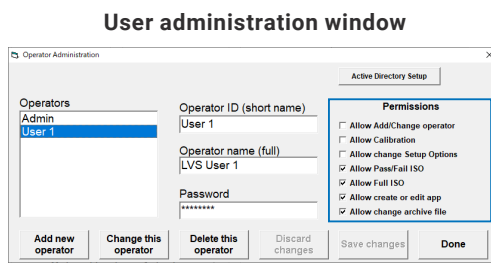 User administration window
Operator Administration
Active Directory Setup
Operators
Admin
User 1
Operator ID (short name)
User 1
Operator name (full)
LVS User 1
Password
********
Permissions
Allow Add/Change operator
Allow Calibration
Allow change Setup Options
Allow Pass/Fail ISO
Allow Full ISO
Allow create or edit app
Allow change archive file
Add new operator
Change this operator
Delete this operator
Discard changes
Save changes
Done